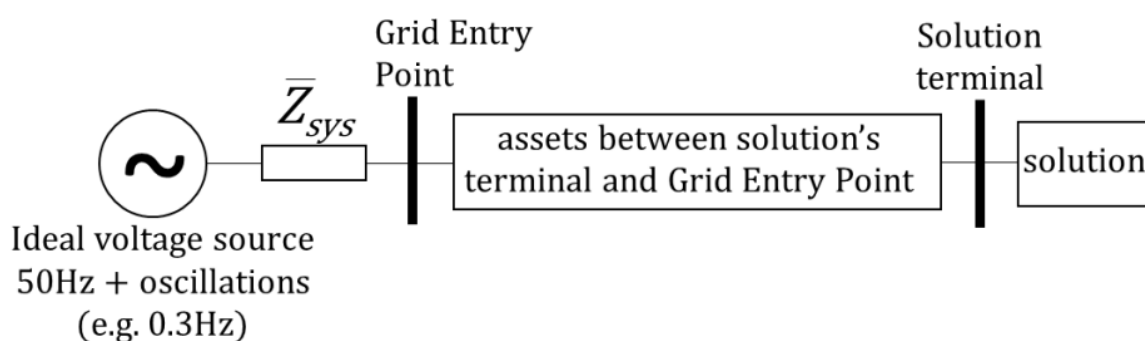 Grid Entry
Point
Solution
terminal
Z̅sys
assets between solution's
terminal and Grid Entry Point
solution
Ideal voltage source
50Hz + oscillations
(e.g. 0.3Hz)